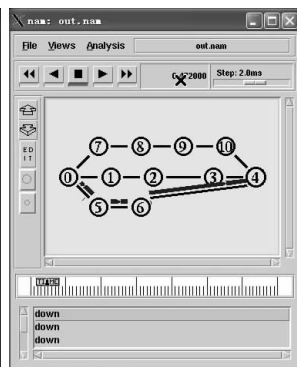 nam: out.nam
File Views Analysis out.nam
Step: 2.0ms
E D
I T
7 8 9 10
0 1 2 3 4
5 6
down
down
down